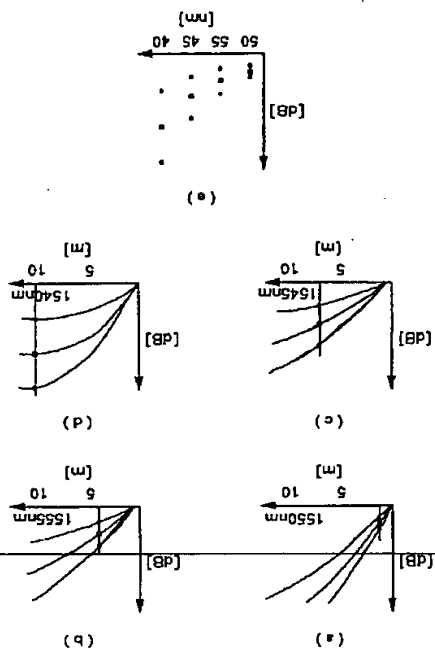 (a)
[dB]
1550nm
5 10
[m]
(b)
[dB]
1555nm
5 10
[m]
(c)
[dB]
1545nm
5 10
[m]
(d)
[dB]
1540nm
5 10
[m]
(e)
[dB]
50 55 45 40
[nm]